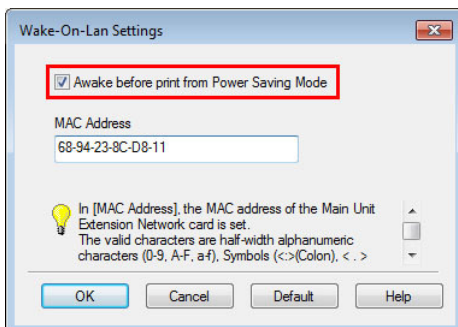 Wake-On-Lan Settings
Awake before print from Power Saving Mode
MAC Address
68-94-23-8C-D8-11
In [MAC Address], the MAC address of the Main Unit
Extension Network card is set.
The valid characters are half-width alphanumeric
characters (0-9, A-F, a-f), Symbols (<:>(Colon), < . >
OK Cancel Default Help